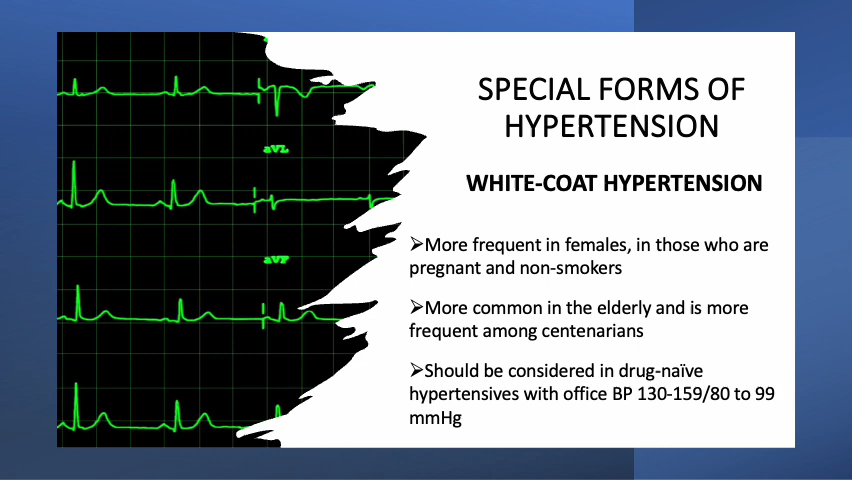 aVL
aVF
SPECIAL FORMS OF
HYPERTENSION
WHITE-COAT HYPERTENSION
➢More frequent in females, in those who are
pregnant and non-smokers
➢More common in the elderly and is more
frequent among centenarians
➢Should be considered in drug-naïve
hypertensives with office BP 130-159/80 to 99
mmHg